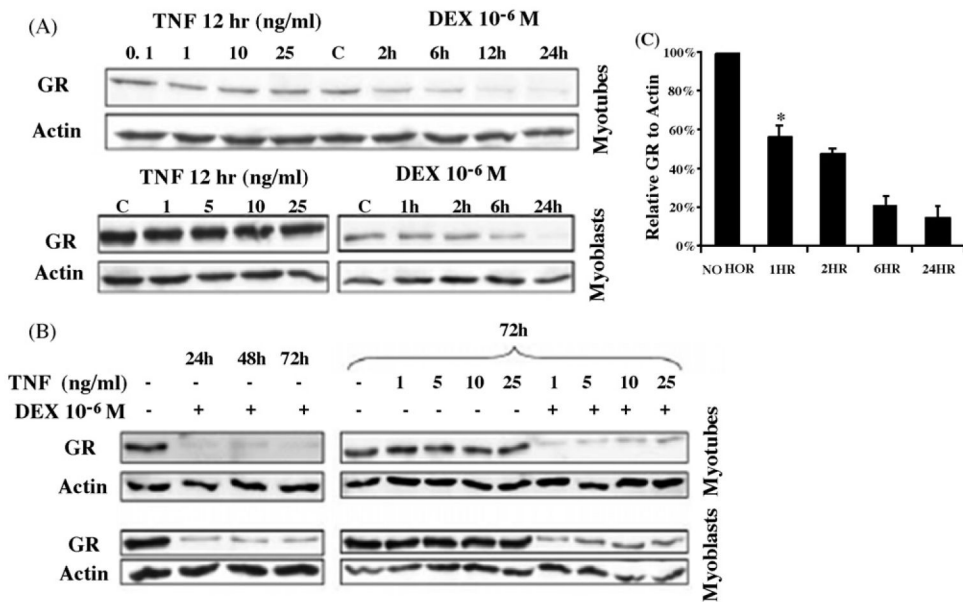 (A)
TNF 12 hr (ng/ml) DEX 10⁻⁶ M
0. 1 1 10 25 C 2h 6h 12h 24h
GR
Actin
Myotubes
TNF 12 hr (ng/ml) DEX 10⁻⁶ M
C 1 5 10 25 C 1h 2h 6h 24h
GR
Actin
Myoblasts
(C)
Relative GR to Actin
100%
80%
60%
40%
20%
0%
*
NO HOR 1HR 2HR 6HR 24HR
(B)
72h
24h 48h 72h
TNF (ng/ml) - - - - - 1 5 10 25 1 5 10 25
DEX 10⁻⁶ M - + + + - - - - - + + + +
GR
Actin
Myotubes
GR
Actin
Myoblasts